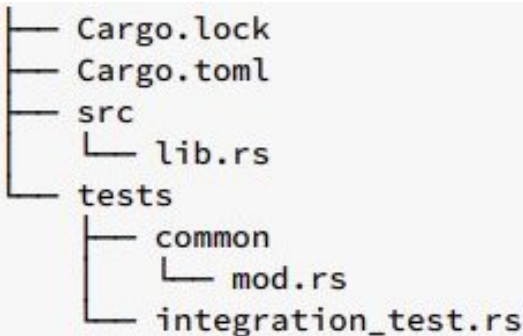 Cargo.lock
Cargo.toml
src
lib.rs
tests
common
mod.rs
integration_test.rs